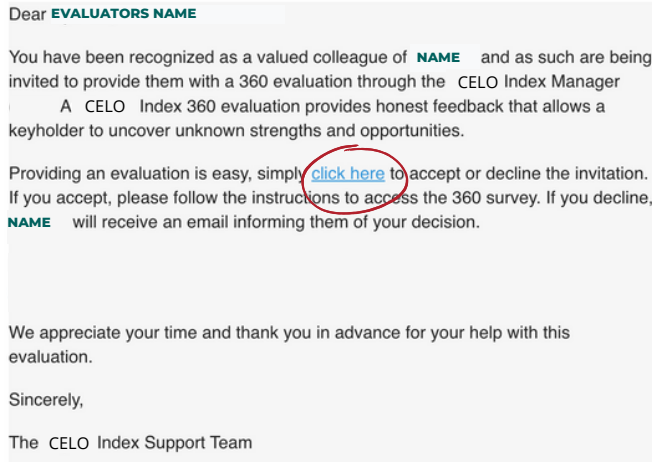 Dear EVALUATORS NAME
You have been recognized as a valued colleague of NAME and as such are being
invited to provide them with a 360 evaluation through the CELO Index Manager
A CELO Index 360 evaluation provides honest feedback that allows a
keyholder to uncover unknown strengths and opportunities.
Providing an evaluation is easy, simply click here to accept or decline the invitation.
If you accept, please follow the instructions to access the 360 survey. If you decline,
NAME will receive an email informing them of your decision.
We appreciate your time and thank you in advance for your help with this
evaluation.
Sincerely,
The CELO Index Support Team